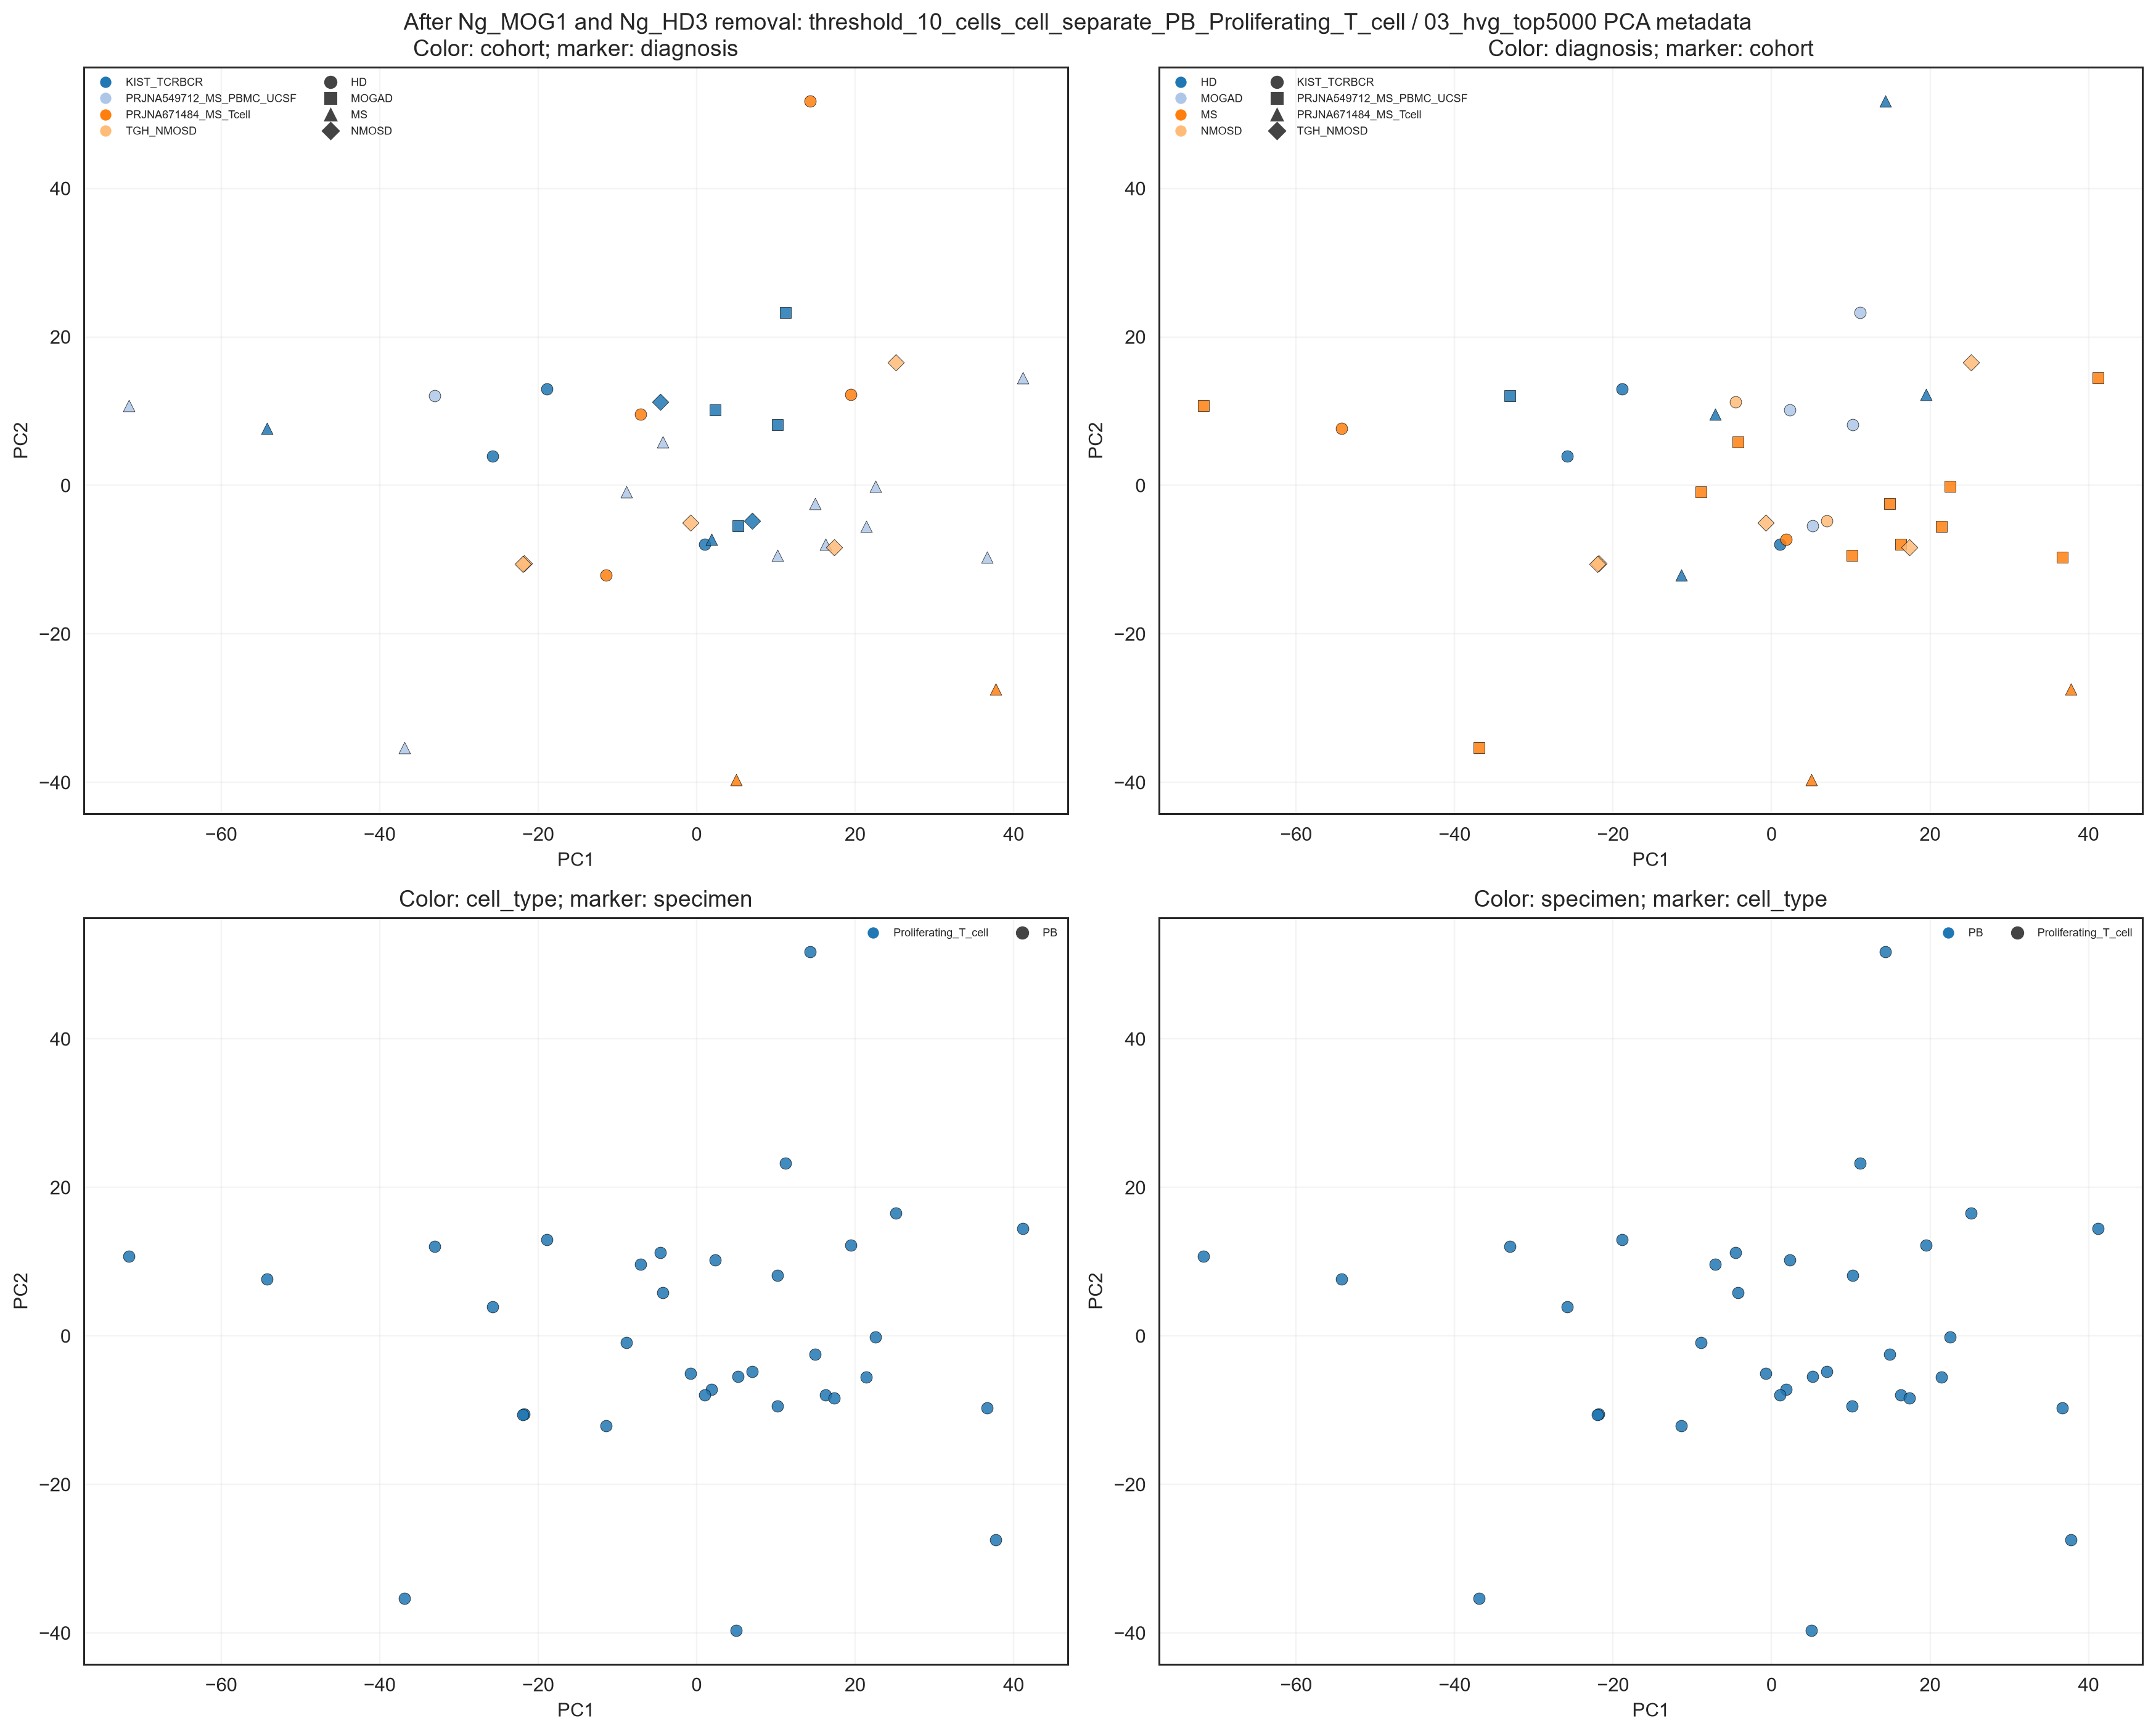 After Ng_MOG1 and Ng_HD3 removal: threshold_10_cells_cell_separate_PB_Proliferating_T_cell / 03_hvg_top5000 PCA metadata
Color: cohort; marker: diagnosis
KIST_TCRBCR HD
PRJNA549712_MS_PBMC_UCSF MOGAD
PRJNA671484_MS_Tcell MS
TGH_NMOSD NMOSD
40
20
0
−20
−40
PC2
−60 −40 −20 0 20 40
PC1
Color: diagnosis; marker: cohort
HD KIST_TCRBCR
MOGAD PRJNA549712_MS_PBMC_UCSF
MS PRJNA671484_MS_Tcell
NMOSD TGH_NMOSD
40
20
0
−20
−40
PC2
−60 −40 −20 0 20 40
PC1
Color: cell_type; marker: specimen
Proliferating_T_cell PB
40
20
0
−20
−40
PC2
−60 −40 −20 0 20 40
PC1
Color: specimen; marker: cell_type
PB Proliferating_T_cell
40
20
0
−20
−40
PC2
−60 −40 −20 0 20 40
PC1